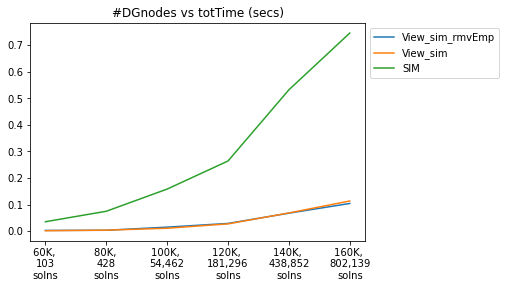 #DGnodes vs totTime (secs)
0.7
0.6
0.5
0.4
0.3
0.2
0.1
0.0
60K,
103
solns
80K,
428
solns
100K,
54,462
solns
120K,
181,296
solns
140K,
438,852
solns
160K,
802,139
solns
View_sim_rmvEmp
View_sim
SIM